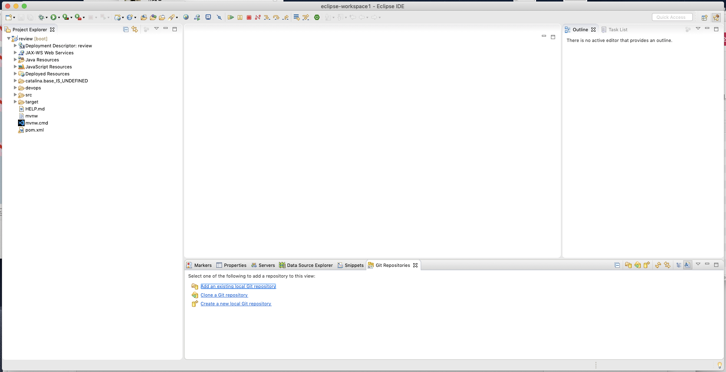 eclipse-workspace1 - Eclipse IDE
Quick Access
Project Explorer
review [boot]
Deployment Descriptor: review
JAX-WS Web Services
Java Resources
JavaScript Resources
Deployed Resources
catalina.base_IS_UNDEFINED
devops
src
target
HELP.md
mvnw
mvnw.cmd
pom.xml
Outline
Task List
There is no active editor that provides an outline.
Markers
Properties
Servers
Data Source Explorer
Snippets
Git Repositories
Select one of the following to add a repository to this view:
Add an existing local Git repository
Clone a Git repository
Create a new local Git repository